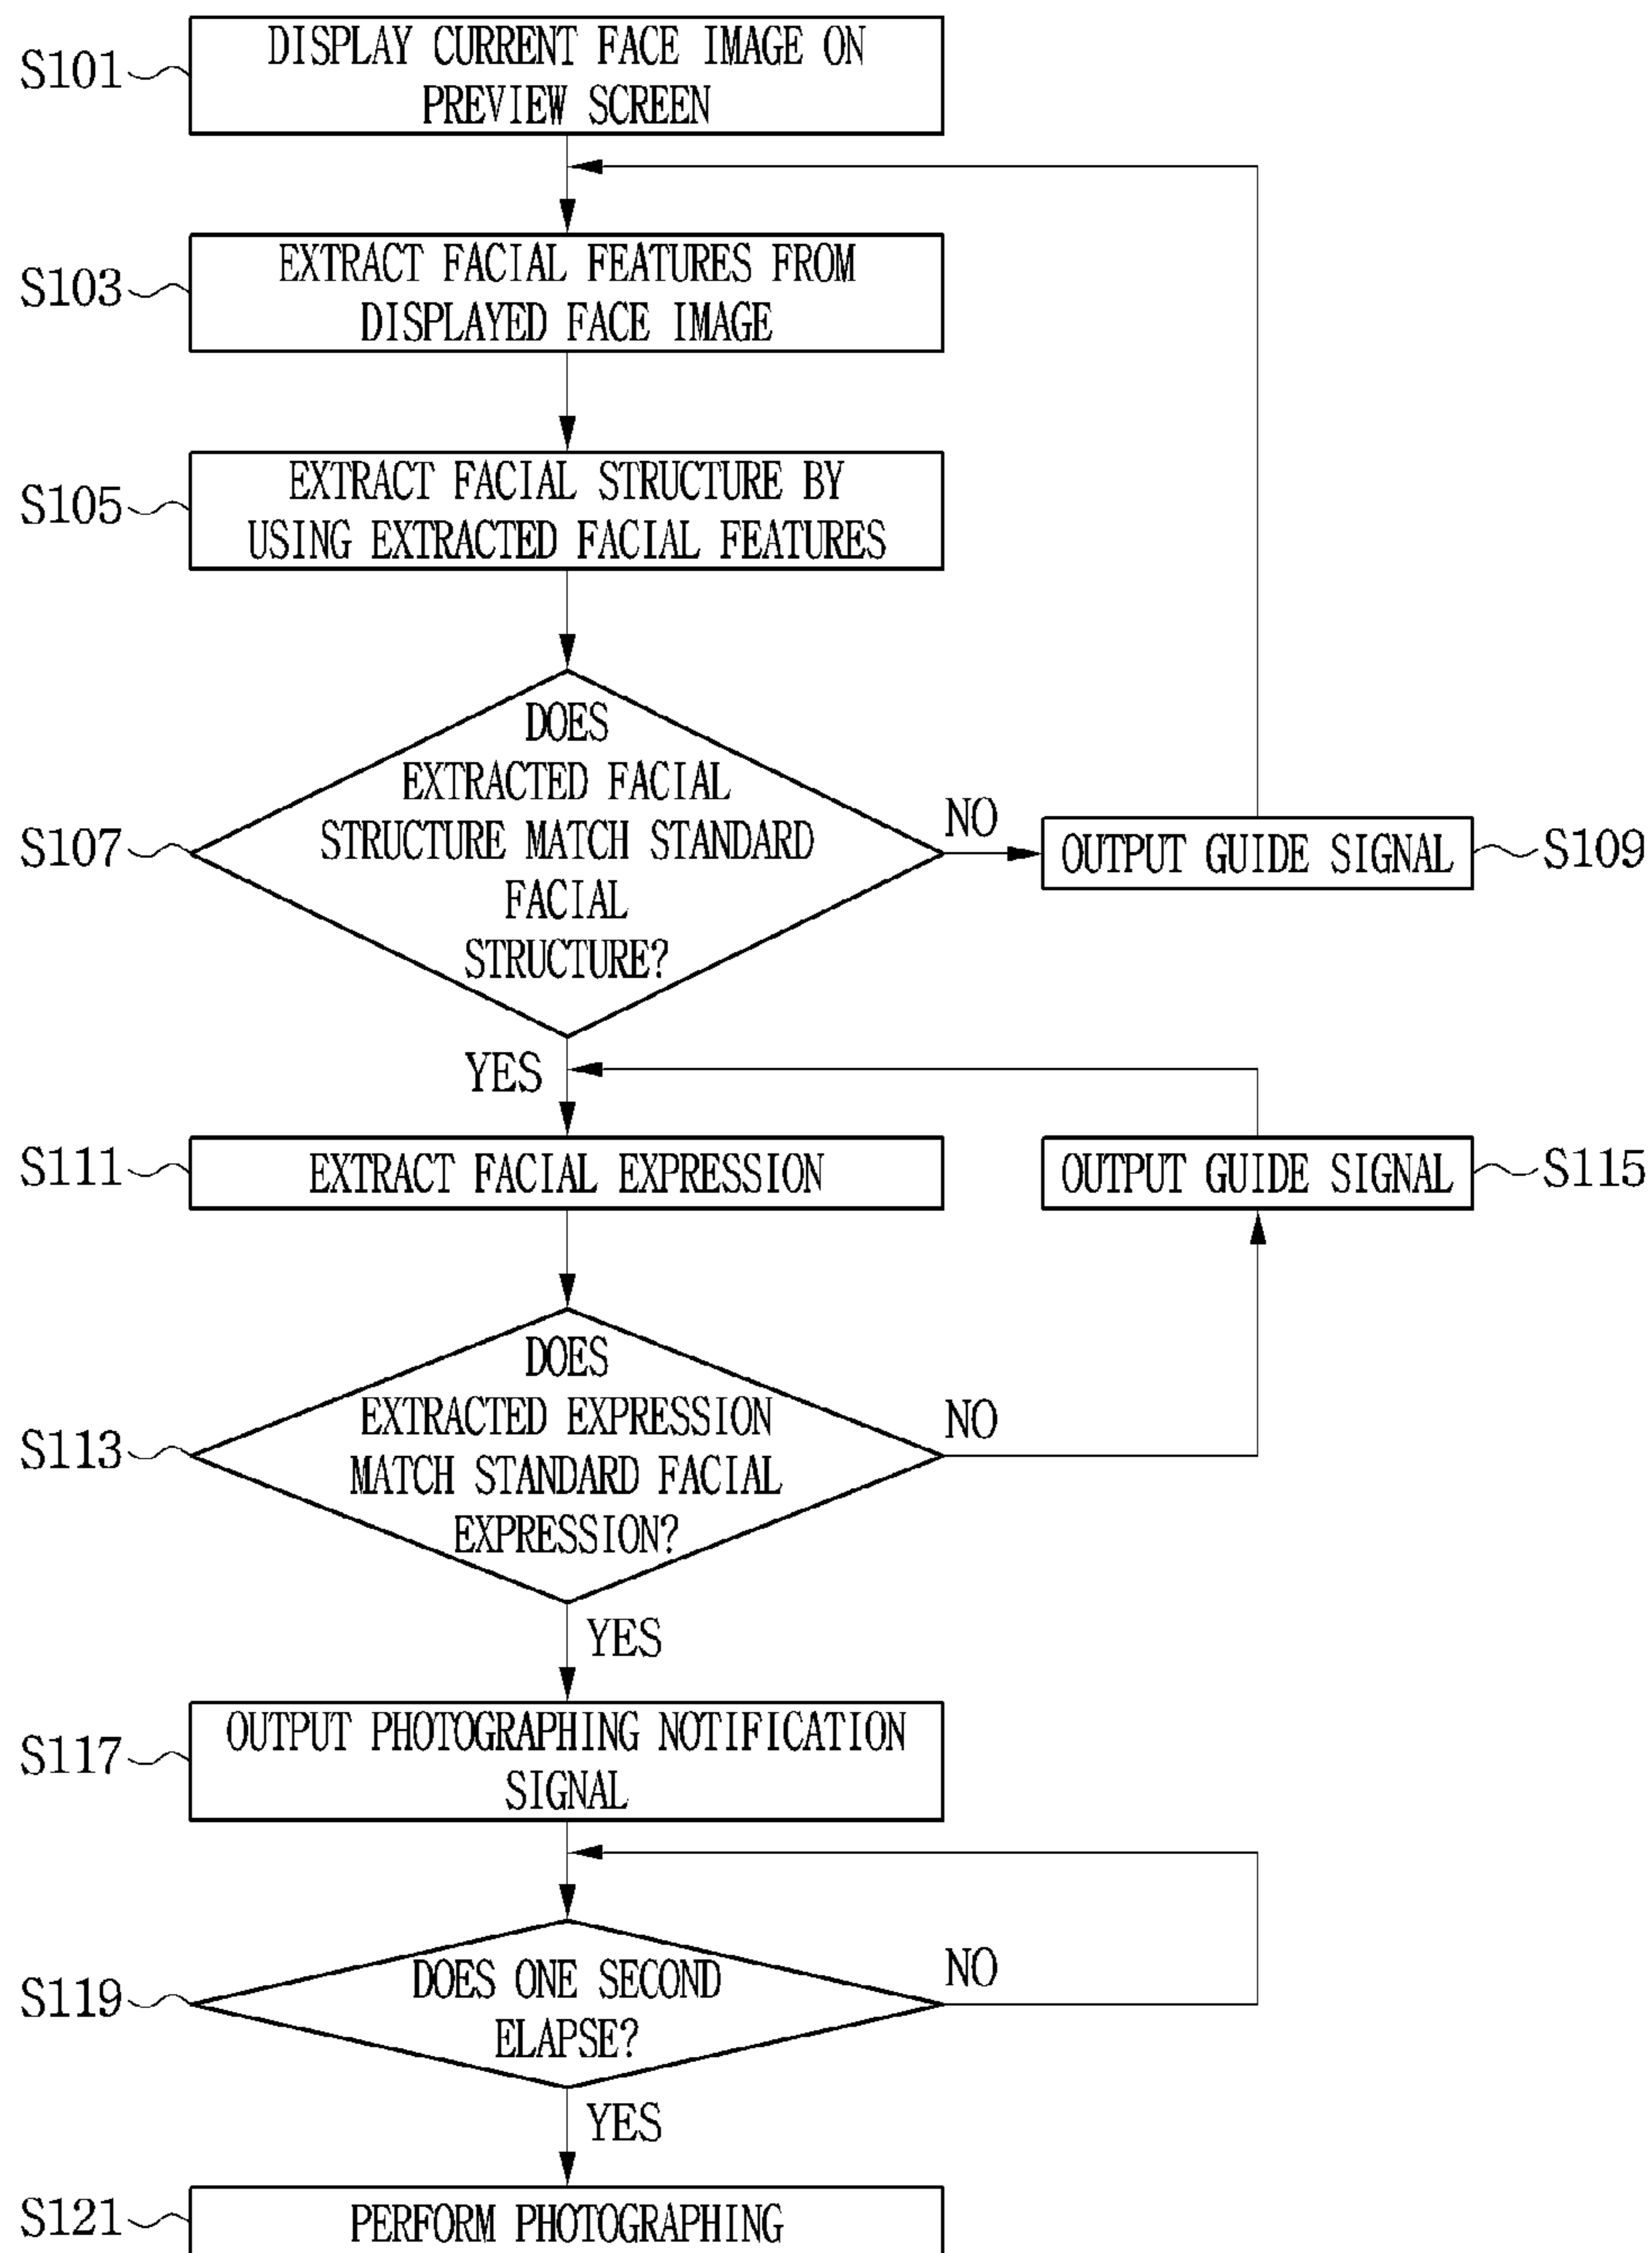 S101
DISPLAY CURRENT FACE IMAGE ON
PREVIEW SCREEN
S103
EXTRACT FACIAL FEATURES FROM
DISPLAYED FACE IMAGE
S105
EXTRACT FACIAL STRUCTURE BY
USING EXTRACTED FACIAL FEATURES
S107
DOES
EXTRACTED FACIAL
STRUCTURE MATCH STANDARD
FACIAL
STRUCTURE?
NO
OUTPUT GUIDE SIGNAL
S109
YES
S111
EXTRACT FACIAL EXPRESSION
OUTPUT GUIDE SIGNAL
S115
S113
DOES
EXTRACTED EXPRESSION
MATCH STANDARD FACIAL
EXPRESSION?
NO
YES
S117
OUTPUT PHOTOGRAPHING NOTIFICATION
SIGNAL
S119
DOES ONE SECOND
ELAPSE?
NO
YES
S121
PERFORM PHOTOGRAPHING